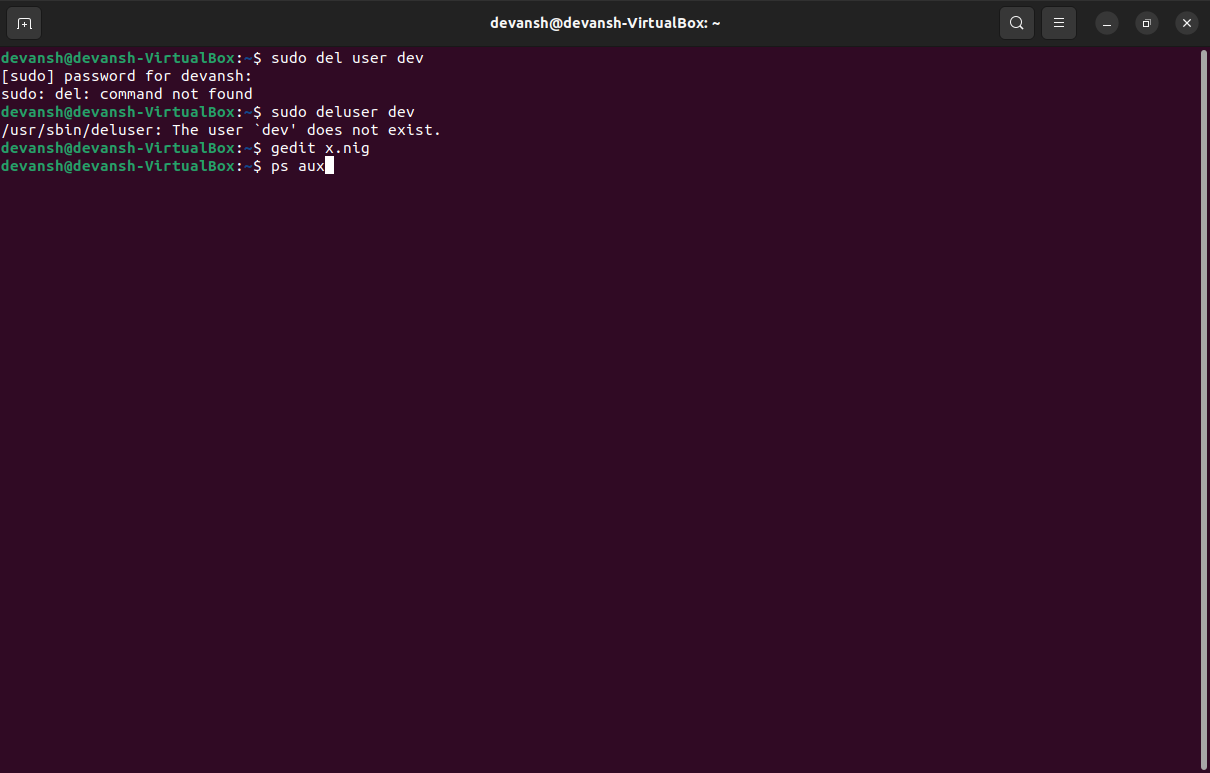 devansh@devansh-VirtualBox: ~
devansh@devansh-VirtualBox:~$ sudo del user dev
[sudo] password for devansh:
sudo: del: command not found
devansh@devansh-VirtualBox:~$ sudo deluser dev
/usr/sbin/deluser: The user `dev' does not exist.
devansh@devansh-VirtualBox:~$ gedit x.nig
devansh@devansh-VirtualBox:~$ ps aux